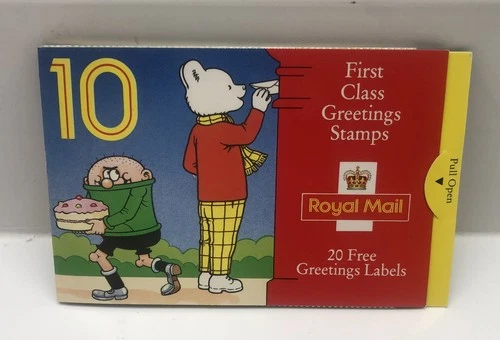 10
First
Class
Greetings
Stamps
Royal Mail
20 Free
Greetings Labels
Pull Open